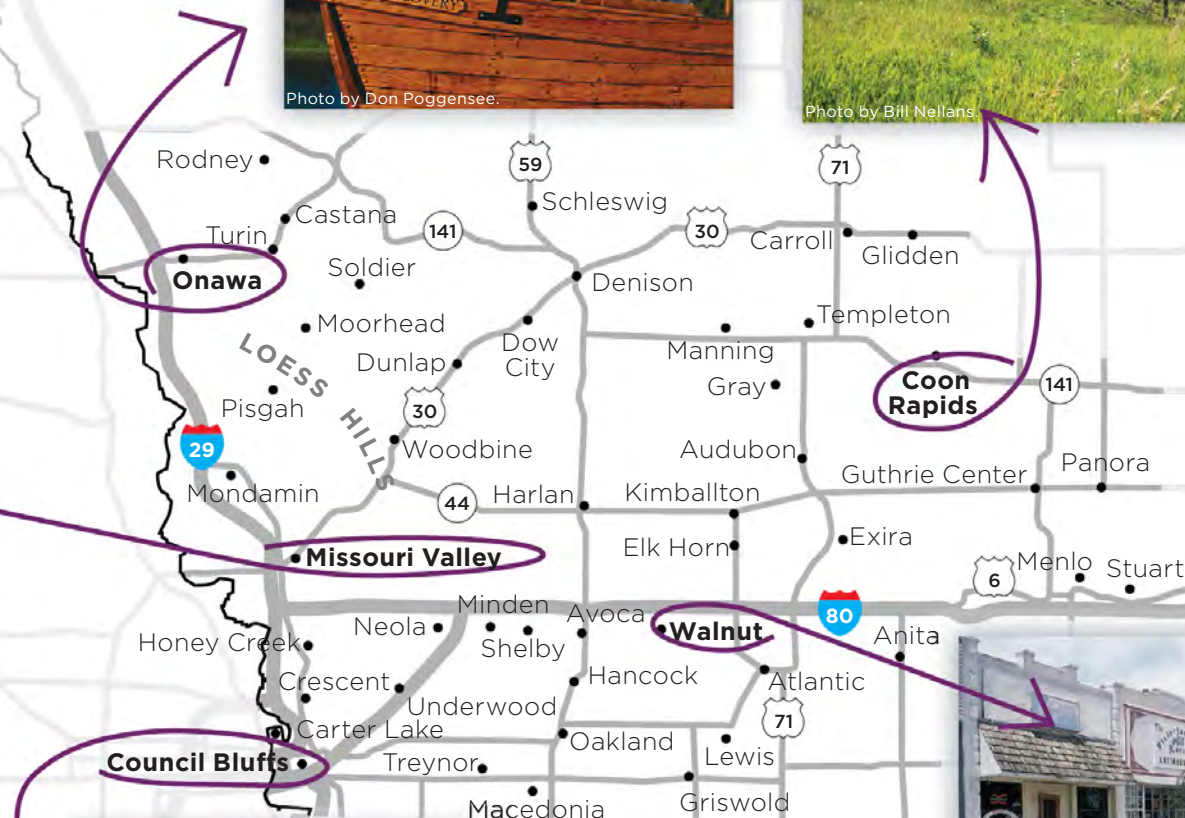 OVERY
Photo by Don Poggensee.
Photo by Bill Nellans.
Rodney
59
71
Schleswig
Castana
Turin
141
30
Carroll
Glidden
Onawa
Soldier
Denison
Moorhead
Dow
City
Templeton
LOESS HILLS
Dunlap
Manning
Gray
Coon
Rapids
141
Pisgah
30
29
Woodbine
Audubon
Mondamin
44
Harlan
Kimballton
Guthrie Center
Panora
Missouri Valley
Elk Horn
Exira
6
Menlo
Stuart
Minden
Avoca
80
Neola
Shelby
Walnut
Anita
Honey Creek
Crescent
Hancock
Atlantic
Underwood
71
Carter Lake
Oakland
Lewis
Council Bluffs
Treynor
Macedonia
Griswold